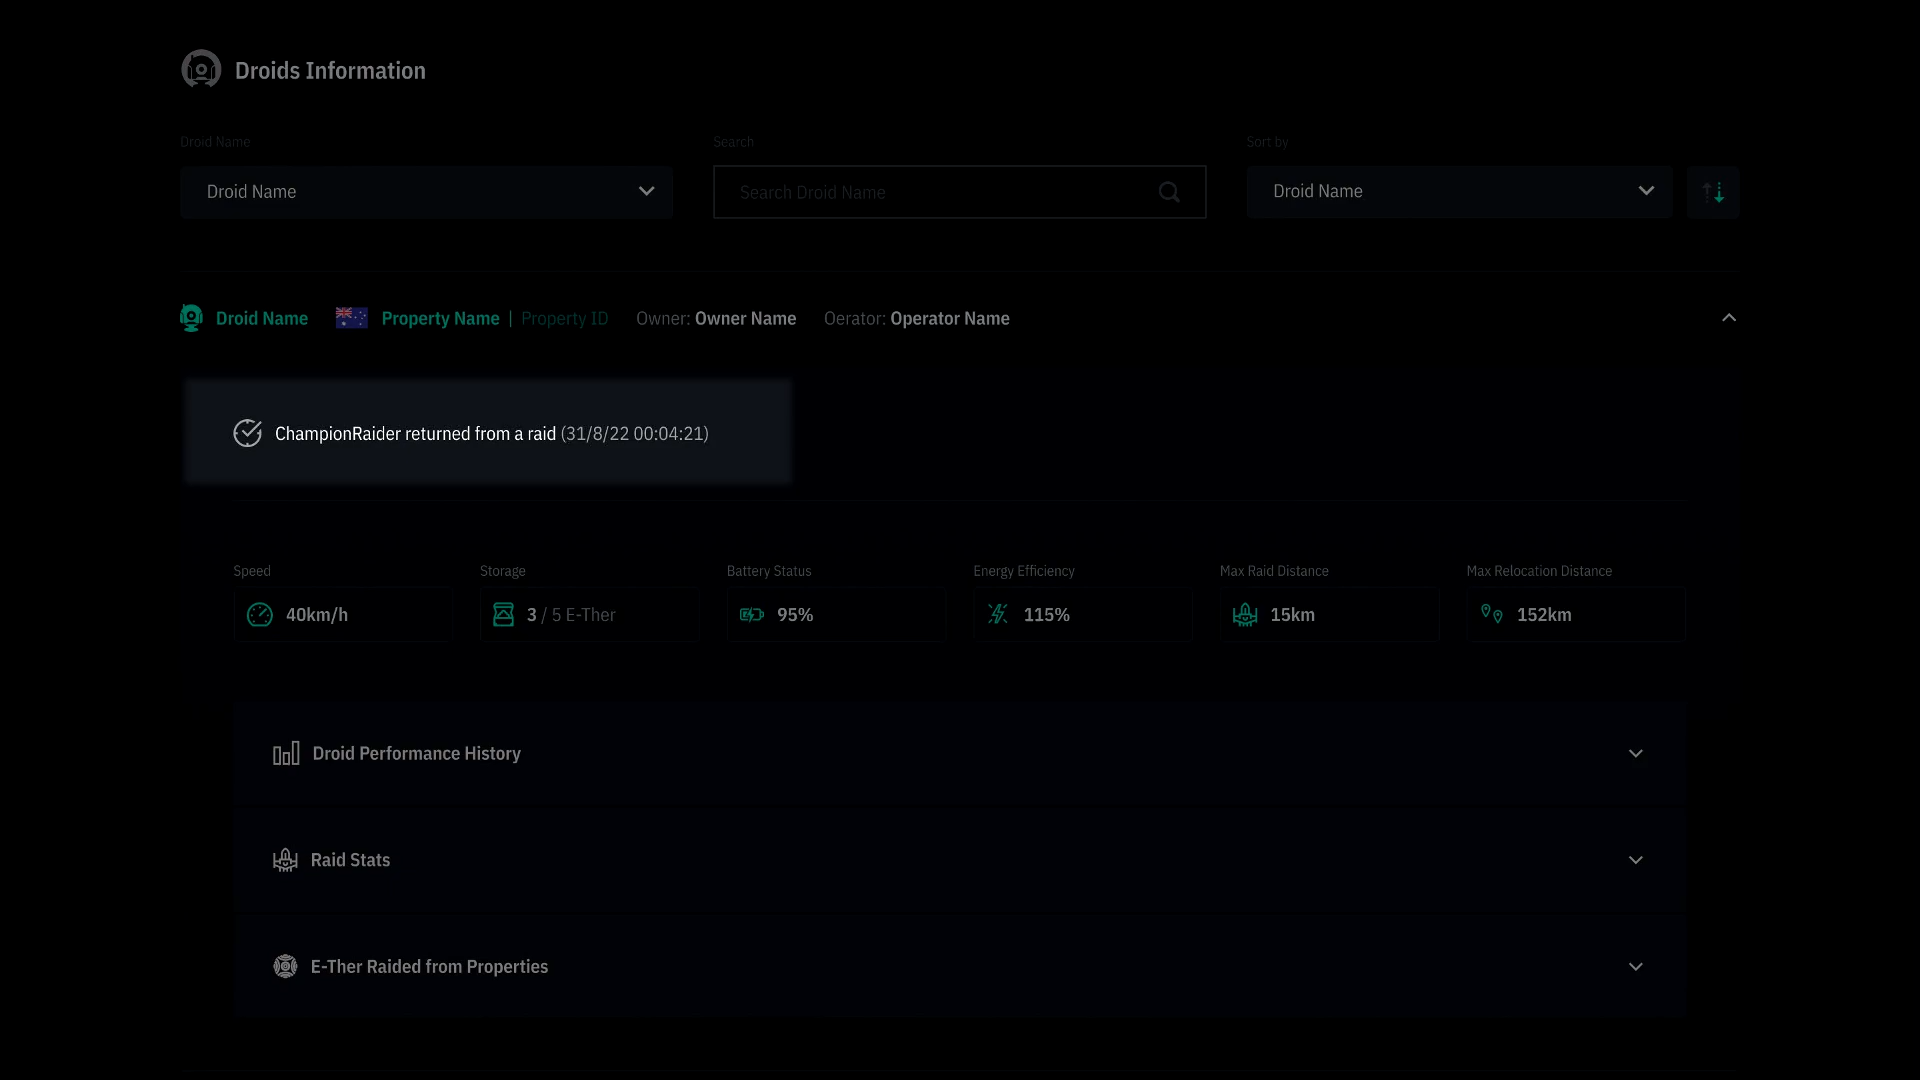 Droids Information
Droid Name
Search
Sort by
Droid Name
Search Droid Name
Droid Name
Droid Name
Property Name | Property ID
Owner: Owner Name
Oerator: Operator Name
ChampionRaider returned from a raid (31/8/22 00:04:21)
Speed
Storage
Battery Status
Energy Efficiency
Max Raid Distance
Max Relocation Distance
40km/h
3 / 5 E-Ther
95%
115%
15km
152km
Droid Performance History
Raid Stats
E-Ther Raided from Properties